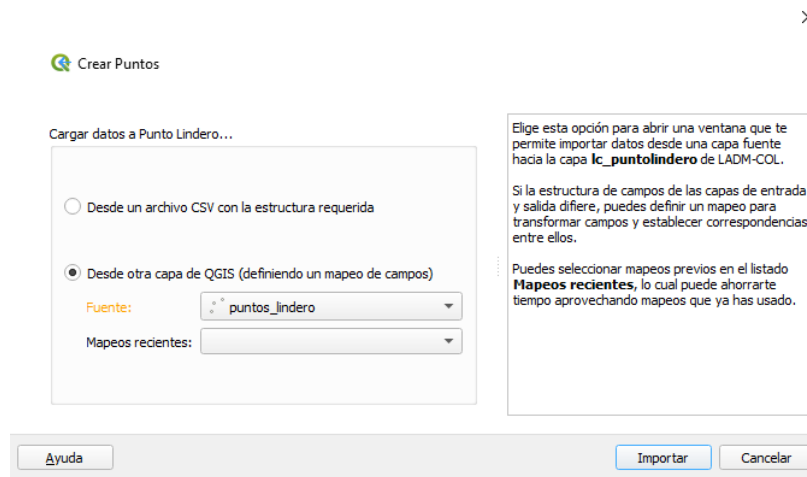 Crear Puntos
Cargar datos a Punto Lindero...
Desde un archivo CSV con la estructura requerida
Desde otra capa de QGIS (definiendo un mapeo de campos)
Fuente:
puntos_lindero
Mapeos recientes:
Elige esta opción para abrir una ventana que te
permite importar datos desde una capa fuente
hacia la capa lc_puntolindero de LADM-COL.
Si la estructura de campos de las capas de entrada
y salida difiere, puedes definir un mapeo para
transformar campos y establecer correspondencias
entre ellos.
Puedes seleccionar mapeos previos en el listado
Mapeos recientes, lo cual puede ahorrarte
tiempo aprovechando mapeos que ya has usado.
Ayuda
Importar
Cancelar